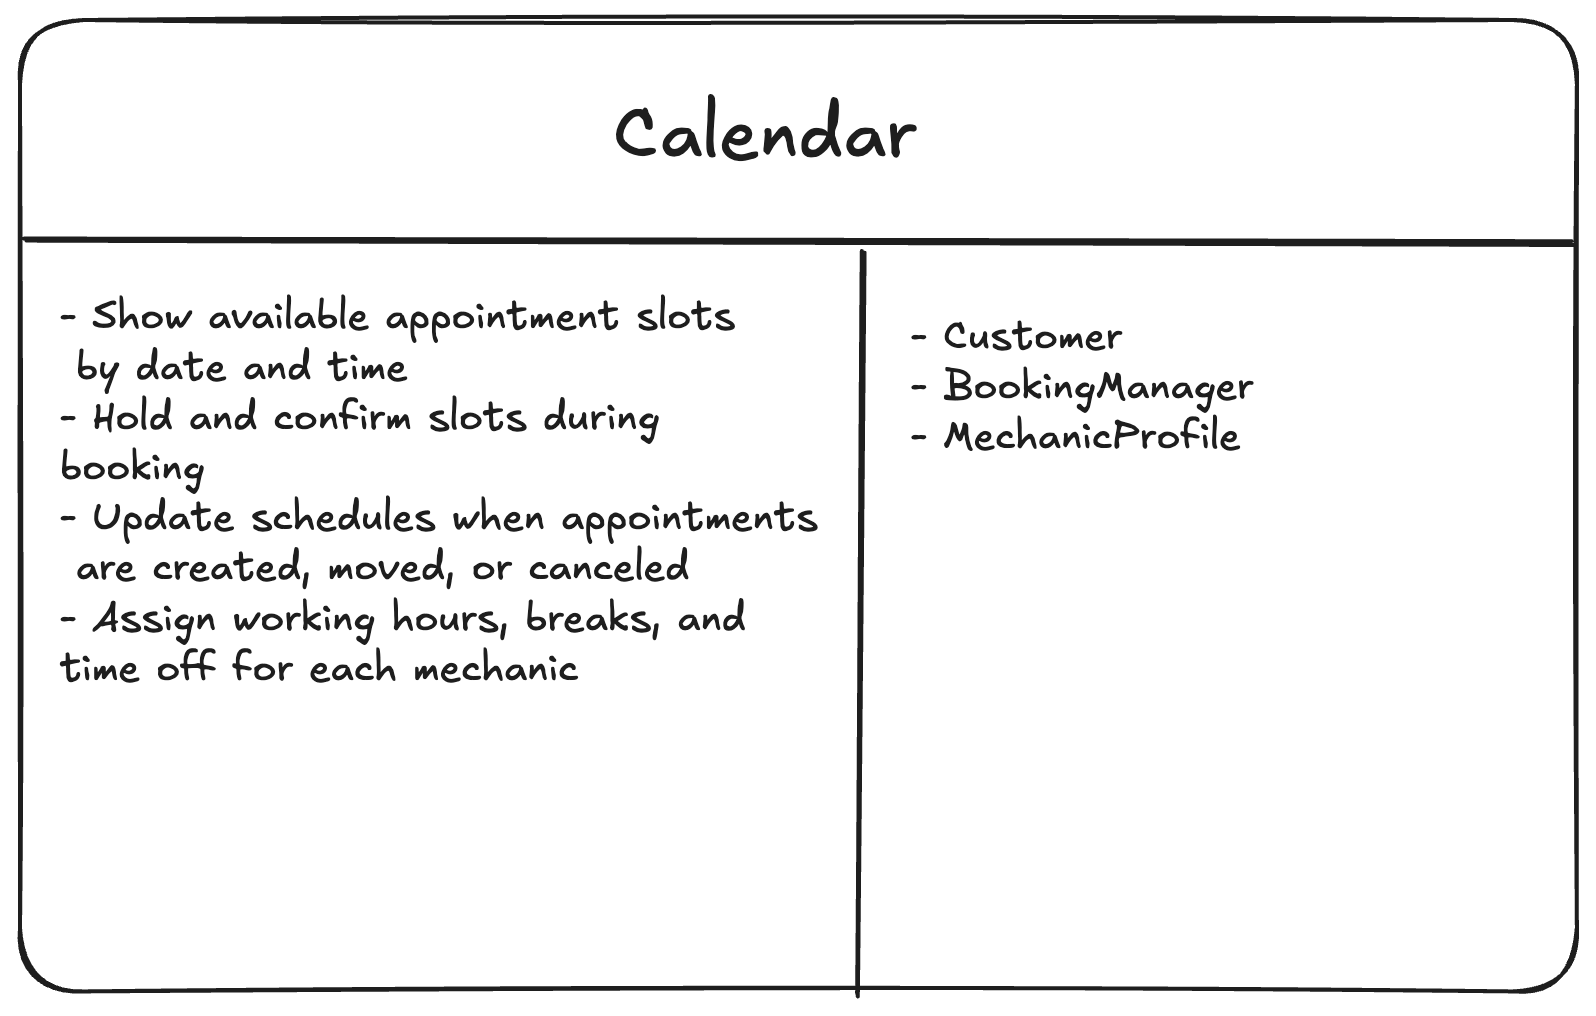 Calendar
- Show available appointment slots
by date and time
- Hold and confirm slots during
booking
- Update schedules when appointments
are created, moved, or canceled
- Assign working hours, breaks, and
time off for each mechanic
- Customer
- BookingManager
- MechanicProfile